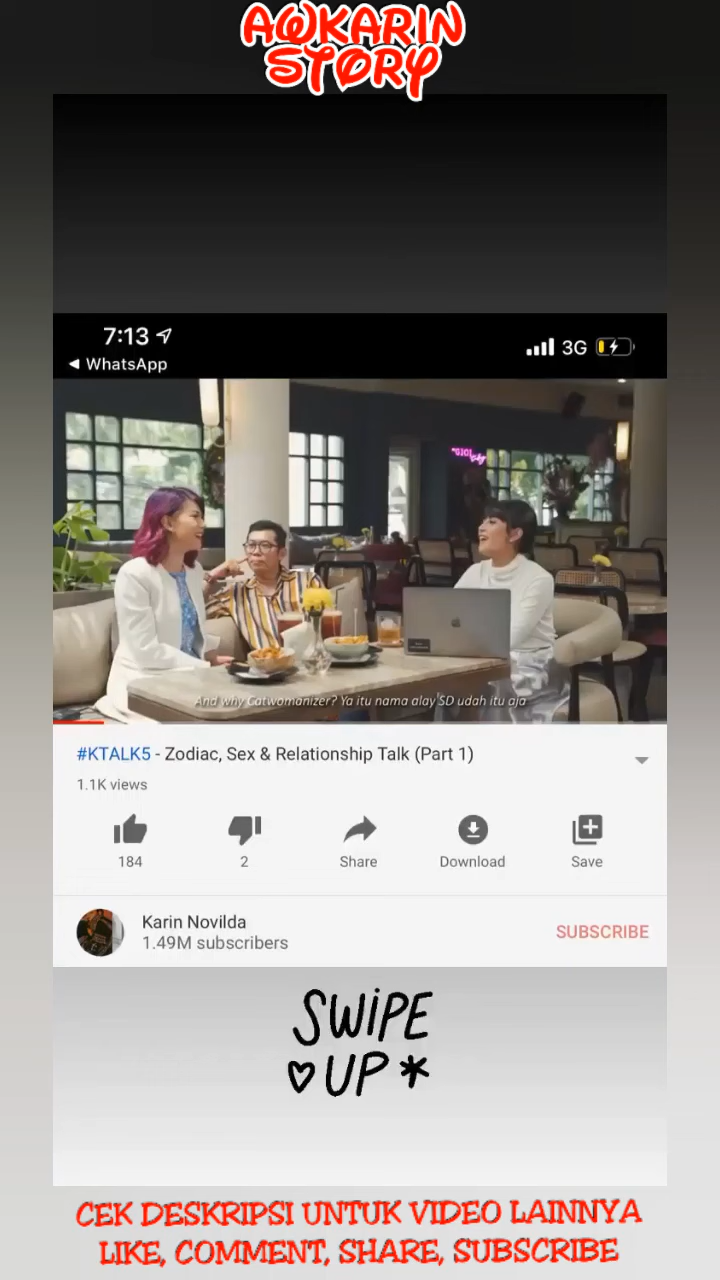 AWKARIN
STORY
7:13
3G
◀ WhatsApp
And why Catwomanizer? Ya itu nama alay SD udah itu aja
#KTALK5 - Zodiac, Sex & Relationship Talk (Part 1)
1.1K views
184
2
Share
Download
Save
Karin Novilda
1.49M subscribers
SUBSCRIBE
SWiPE
UP
CEK DESKRIPSI UNTUK VIDEO LAINNYA
LIKE, COMMENT, SHARE, SUBSCRIBE